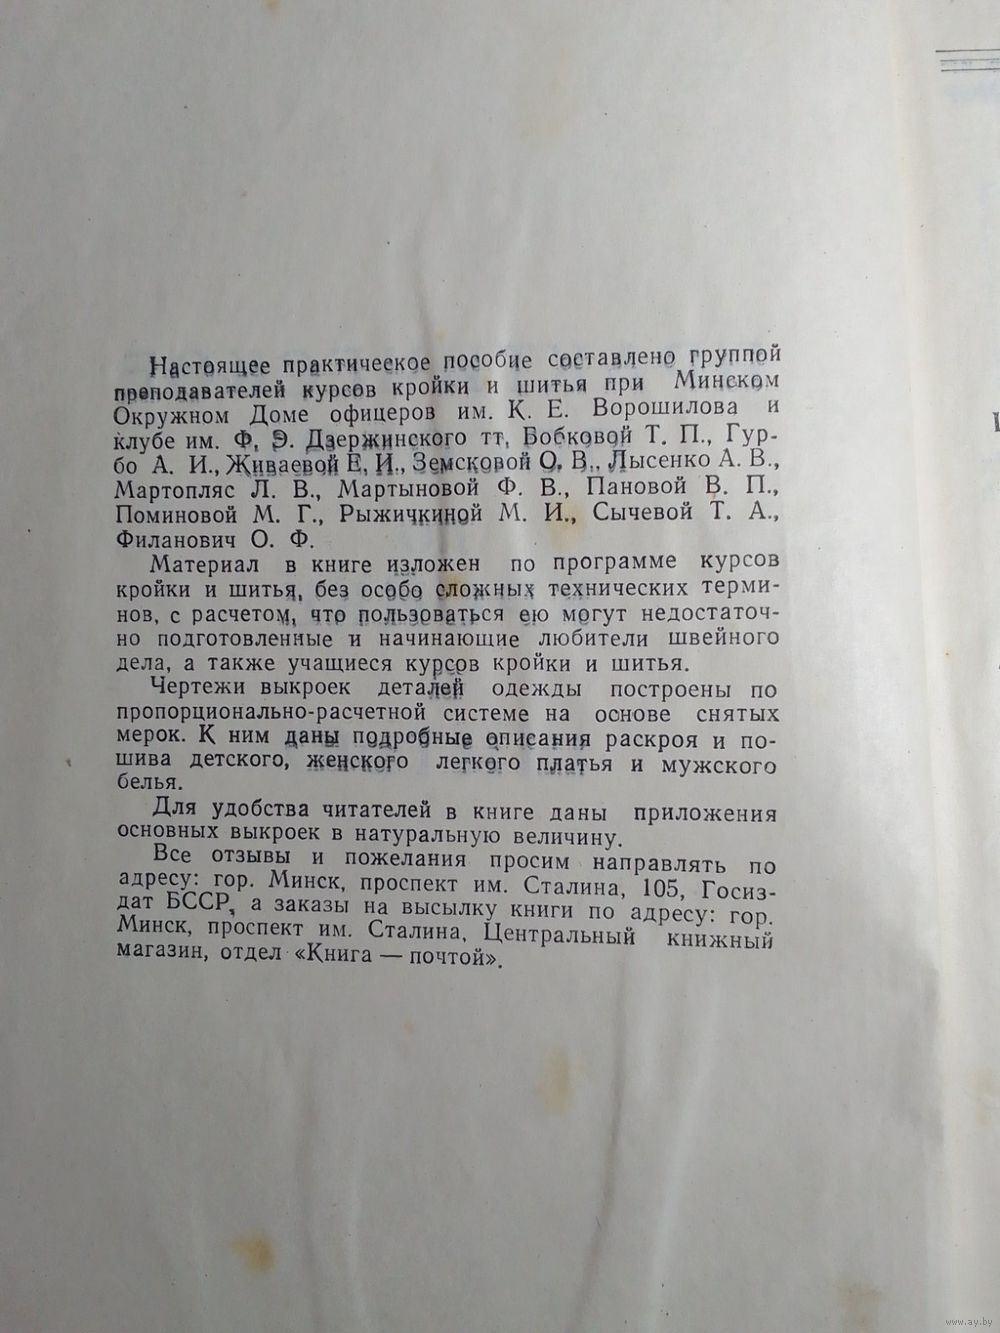 Настоящее практическое пособие составлено группой
преподавателей курсов кройки и шитья при Минском
Окружном Доме офицеров им. К. Е. Ворошилова и
клубе им. Ф. Э. Дзержинского тт. Бобковой Т. П., Гур-
бо А. И., Живаевой Е. И., Земсковой О. В., Лысенко А. В.,
Мартопляс Л. В., Мартыновой Ф. В., Пановой В. П.,
Поминовой М. Г., Рыжичкиной М. И., Сычевой Т. А.,
Филанович О. Ф.
Материал в книге изложен по программе курсов
кройки и шитья, без особо сложных технических терми-
нов, с расчетом, что пользоваться ею могут недостаточ-
но подготовленные и начинающие любители швейного
дела, а также учащиеся курсов кройки и шитья.
Чертежи выкроек деталей одежды построены по
пропорционально-расчетной системе на основе снятых
мерок. К ним даны подробные описания раскроя и по-
шива детского, женского легкого платья и мужского
белья.
Для удобства читателей в книге даны приложения
основных выкроек в натуральную величину.
Все отзывы и пожелания просим направлять по
адресу: гор. Минск, проспект им. Сталина, 105, Госиз-
дат БССР, а заказы на высылку книги по адресу: гор.
Минск, проспект им. Сталина, Центральный книжный
магазин, отдел «Книга — почтой».
www.ay.by